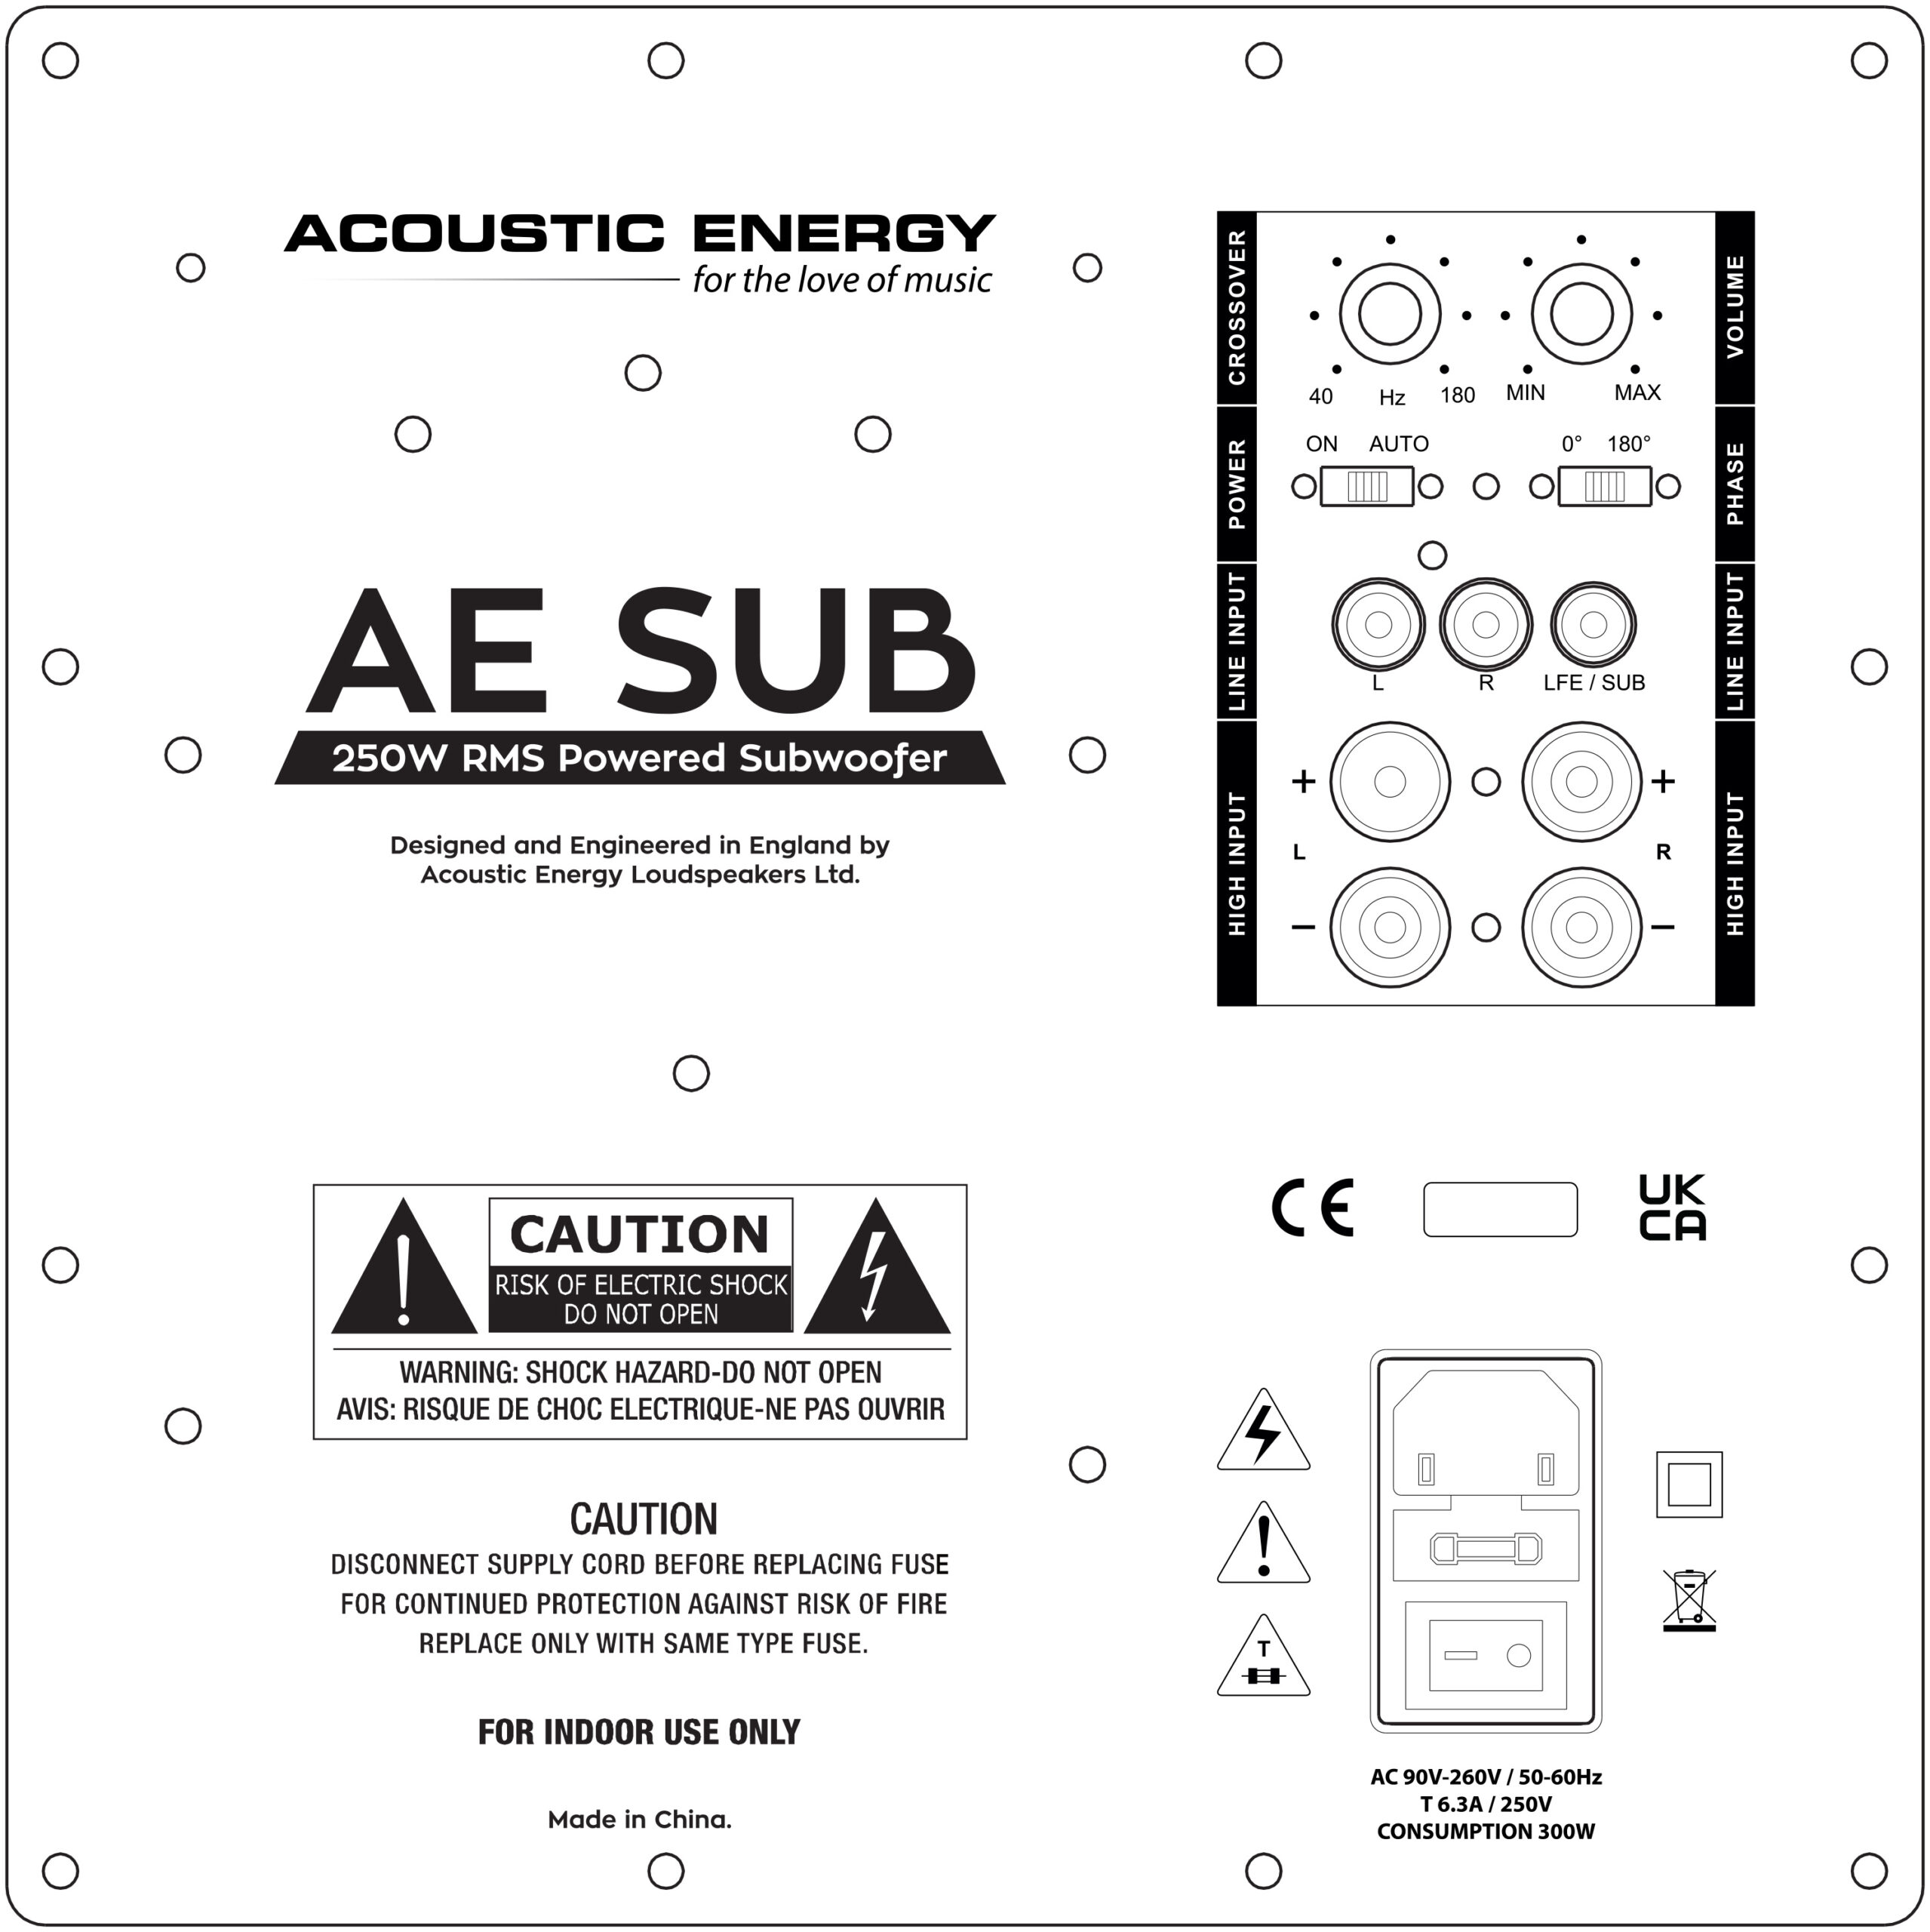 ACOUSTIC ENERGY
for the love of music
AE SUB
250W RMS Powered Subwoofer
Designed and Engineered in England by
Acoustic Energy Loudspeakers Ltd.
CROSSOVER
VOLUME
40 Hz 180 MIN MAX
POWER
PHASE
ON AUTO 0° 180°
LINE INPUT
LINE INPUT
L R LFE / SUB
HIGH INPUT
HIGH INPUT
+ +
L R
− −
CAUTION
RISK OF ELECTRIC SHOCK
DO NOT OPEN
WARNING: SHOCK HAZARD-DO NOT OPEN
AVIS: RISQUE DE CHOC ELECTRIQUE-NE PAS OUVRIR
CAUTION
DISCONNECT SUPPLY CORD BEFORE REPLACING FUSE
FOR CONTINUED PROTECTION AGAINST RISK OF FIRE
REPLACE ONLY WITH SAME TYPE FUSE.
FOR INDOOR USE ONLY
Made in China.
CE
UK
CA
T
AC 90V-260V / 50-60Hz
T 6.3A / 250V
CONSUMPTION 300W